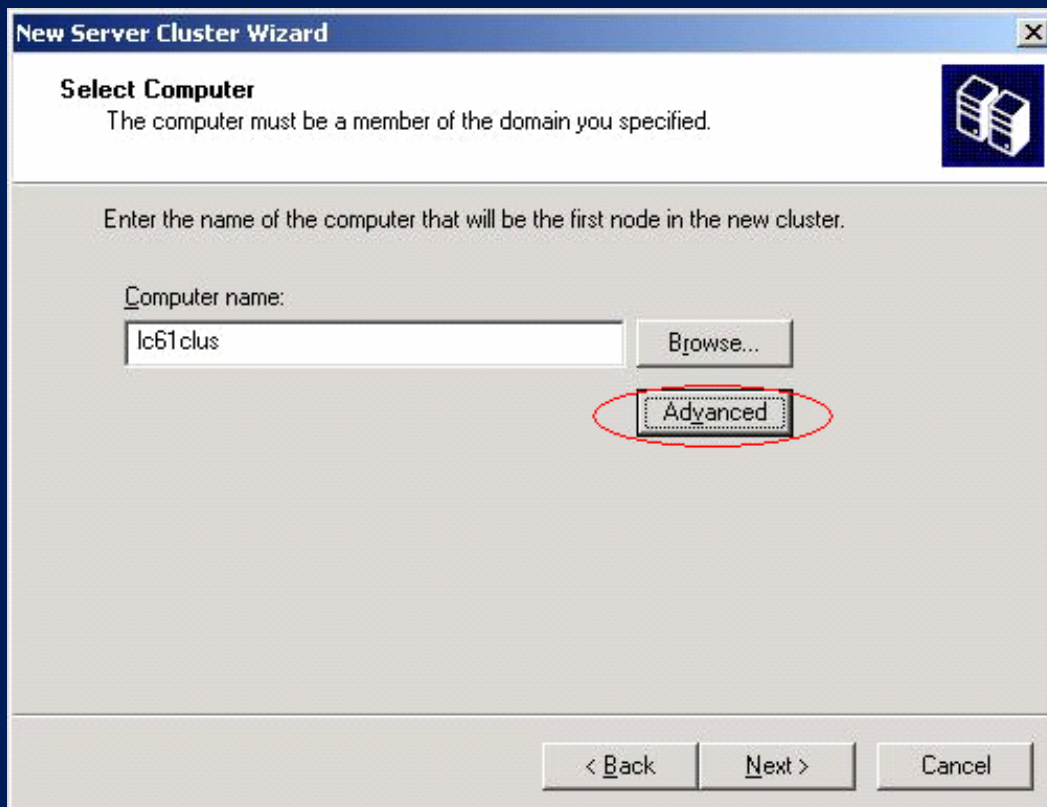 New Server Cluster Wizard
Select Computer
The computer must be a member of the domain you specified.
Enter the name of the computer that will be the first node in the new cluster.
Computer name:
lc61clus
Browse...
Advanced
< Back
Next >
Cancel